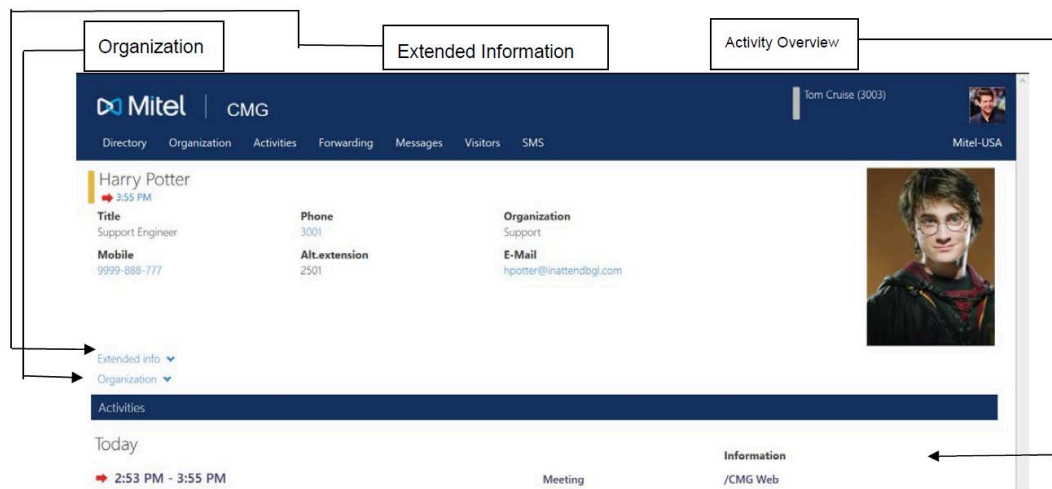 Organization
Extended Information
Activity Overview
Mitel | CMG
Tom Cruise (3003)
Directory Organization Activities Forwarding Messages Visitors SMS
Mitel-USA
Harry Potter
3:55 PM
Title Phone Organization
Support Engineer 3001 Support
Mobile Alt.extension E-Mail
9999-888-777 2501 hpotter@inattendbgl.com
Extended info
Organization
Activities
Today
Information
2:53 PM - 3:55 PM Meeting /CMG Web